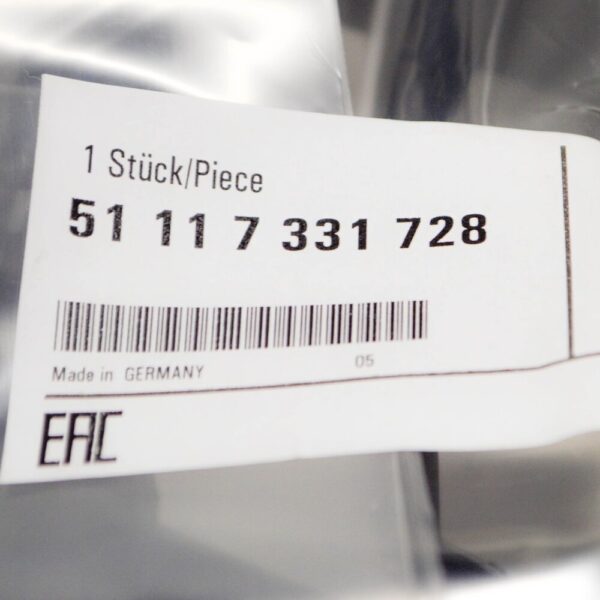 1 Stück/Piece
51 11 7 331 728
05
Made in GERMANY
EAC